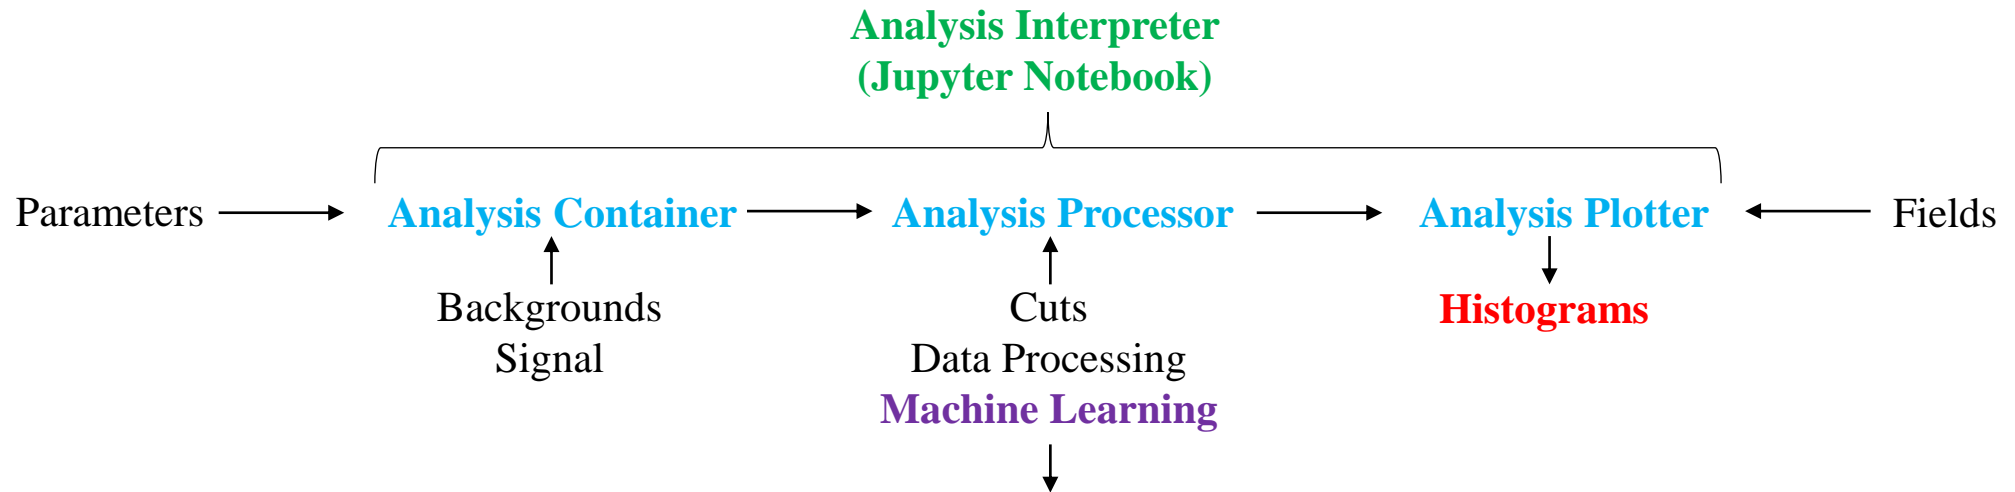 Analysis Interpreter
(Jupyter Notebook)
Parameters
Analysis Container
Analysis Processor
Analysis Plotter
Fields
Backgrounds
Signal
Cuts
Data Processing
Machine Learning
Histograms